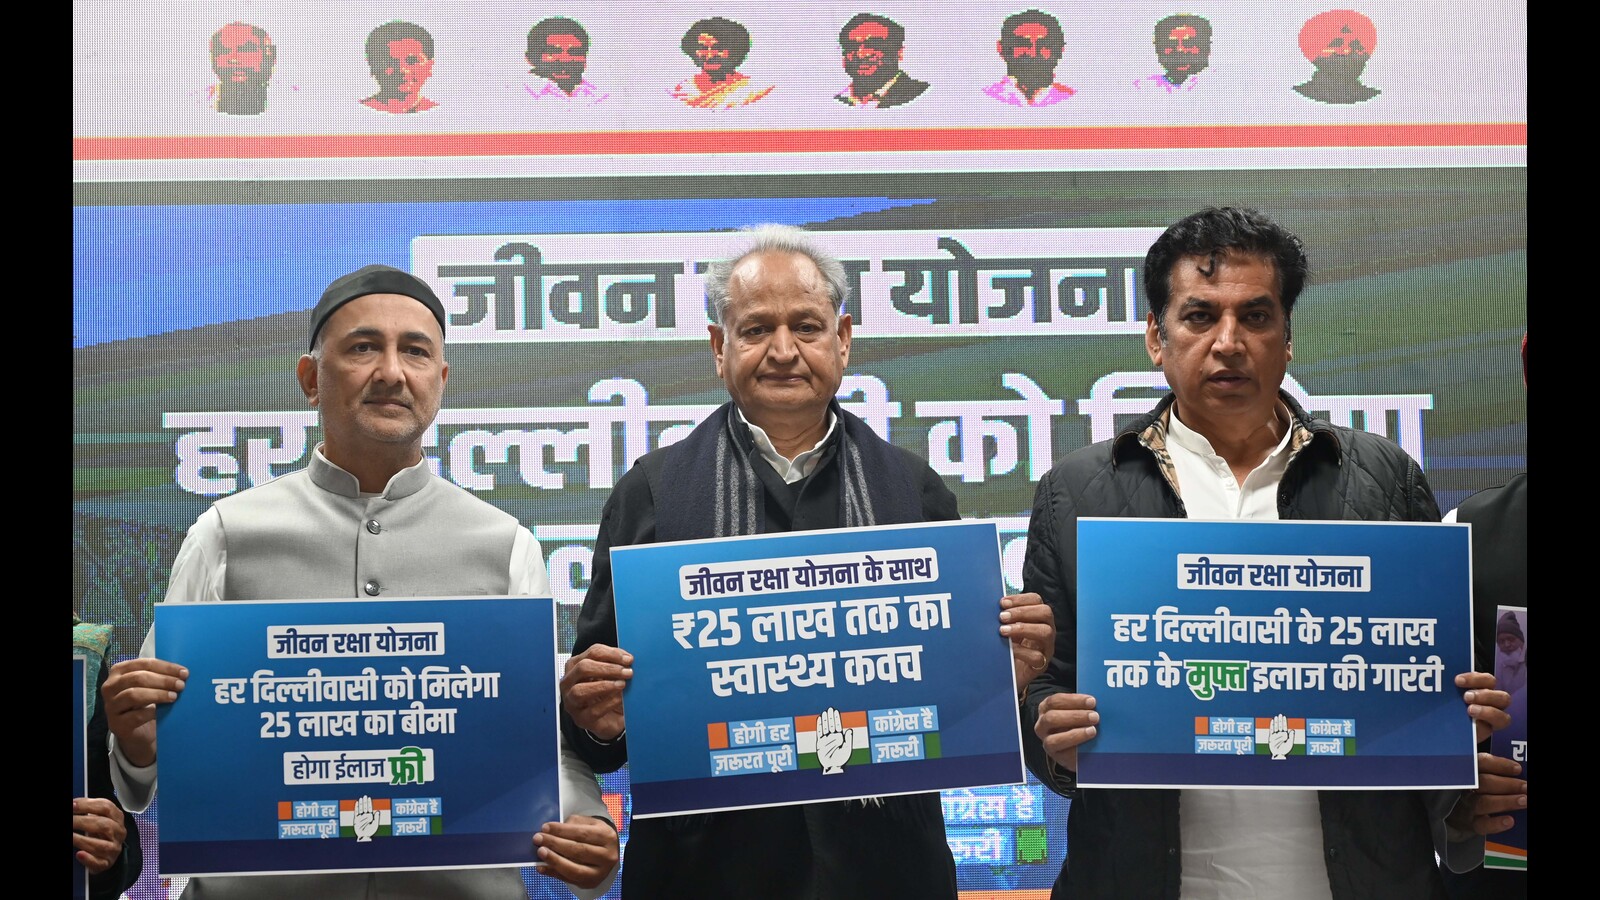 जीवन योजना
हर दिल्लीवासी को
जीवन रक्षा योजना
हर दिल्लीवासी को मिलेगा
25 लाख का बीमा
होगा ईलाज फ्री
होगी हर
ज़रूरत पूरी
कांग्रेस है
ज़रूरी
जीवन रक्षा योजना के साथ
₹25 लाख तक का
स्वास्थ्य कवच
होगी हर
ज़रूरत पूरी
कांग्रेस है
ज़रूरी
जीवन रक्षा योजना
हर दिल्लीवासी के 25 लाख
तक के मुफ्त इलाज की गारंटी
होगी हर
ज़रूरत पूरी
कांग्रेस है
ज़रूरी